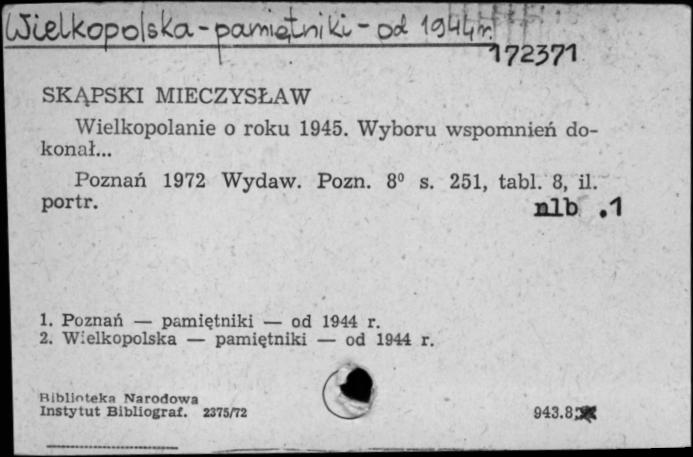 Wielkopolska - pamiętniki - od 1944 r.
172371
SKĄPSKI MIECZYSŁAW
Wielkopolanie o roku 1945. Wyboru wspomnień do-
konał...
Poznań 1972 Wydaw. Pozn. 8⁰ s. 251, tabl. 8, il.
portr.
nlb .1
1. Poznań — pamiętniki — od 1944 r.
2. Wielkopolska — pamiętniki — od 1944 r.
Biblioteka Narodowa
Instytut Bibliograf. 2375/72
943.8